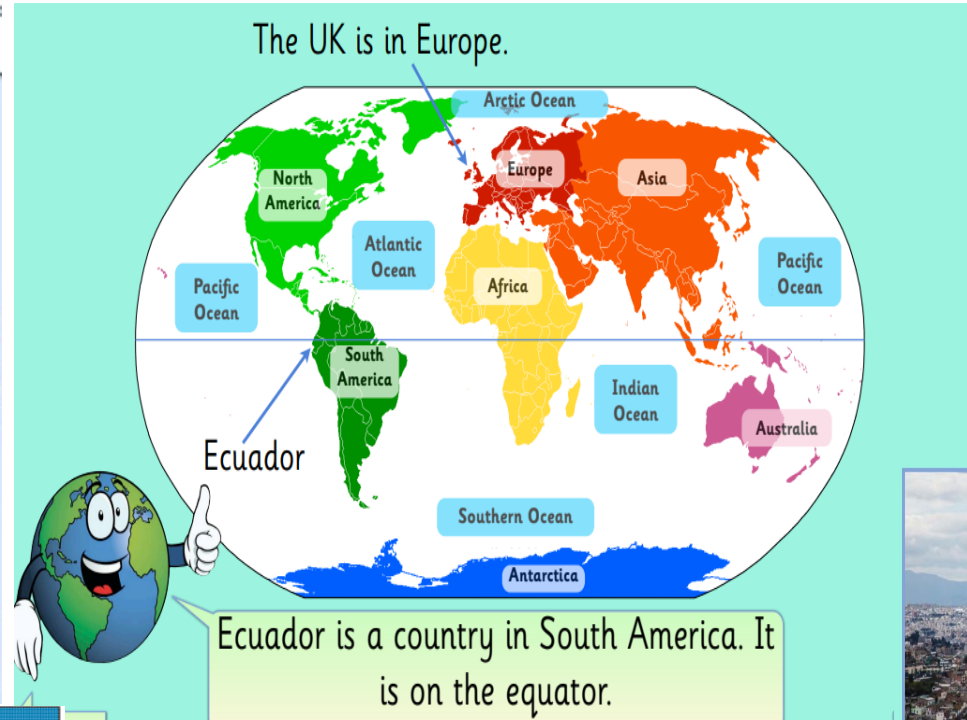 The UK is in Europe.
Arctic Ocean
North
America
Europe
Asia
Atlantic
Ocean
Pacific
Ocean
Africa
Pacific
Ocean
South
America
Indian
Ocean
Australia
Ecuador
Southern Ocean
Antarctica
Ecuador is a country in South America. It
is on the equator.